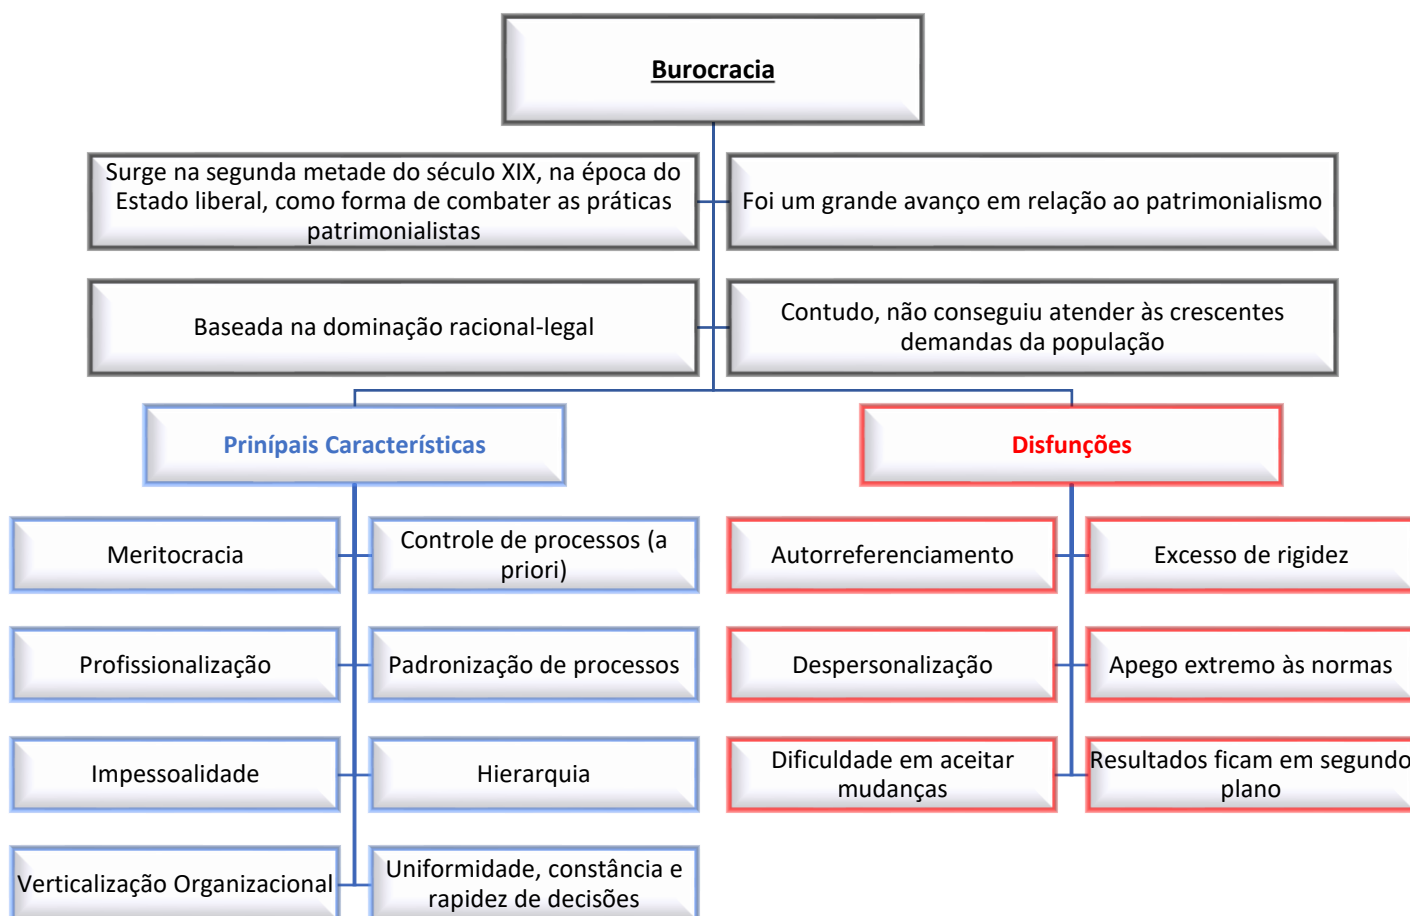 Burocracia
Surge na segunda metade do século XIX, na época do
Estado liberal, como forma de combater as práticas
patrimonialistas
Foi um grande avanço em relação ao patrimonialismo
Baseada na dominação racional-legal
Contudo, não conseguiu atender às crescentes
demandas da população
Prinípais Características
Disfunções
Meritocracia
Controle de processos (a
priori)
Autorreferenciamento
Excesso de rigidez
Profissionalização
Padronização de processos
Despersonalização
Apego extremo às normas
Impessoalidade
Hierarquia
Dificuldade em aceitar
mudanças
Resultados ficam em segundo
plano
Verticalização Organizacional
Uniformidade, constância e
rapidez de decisões